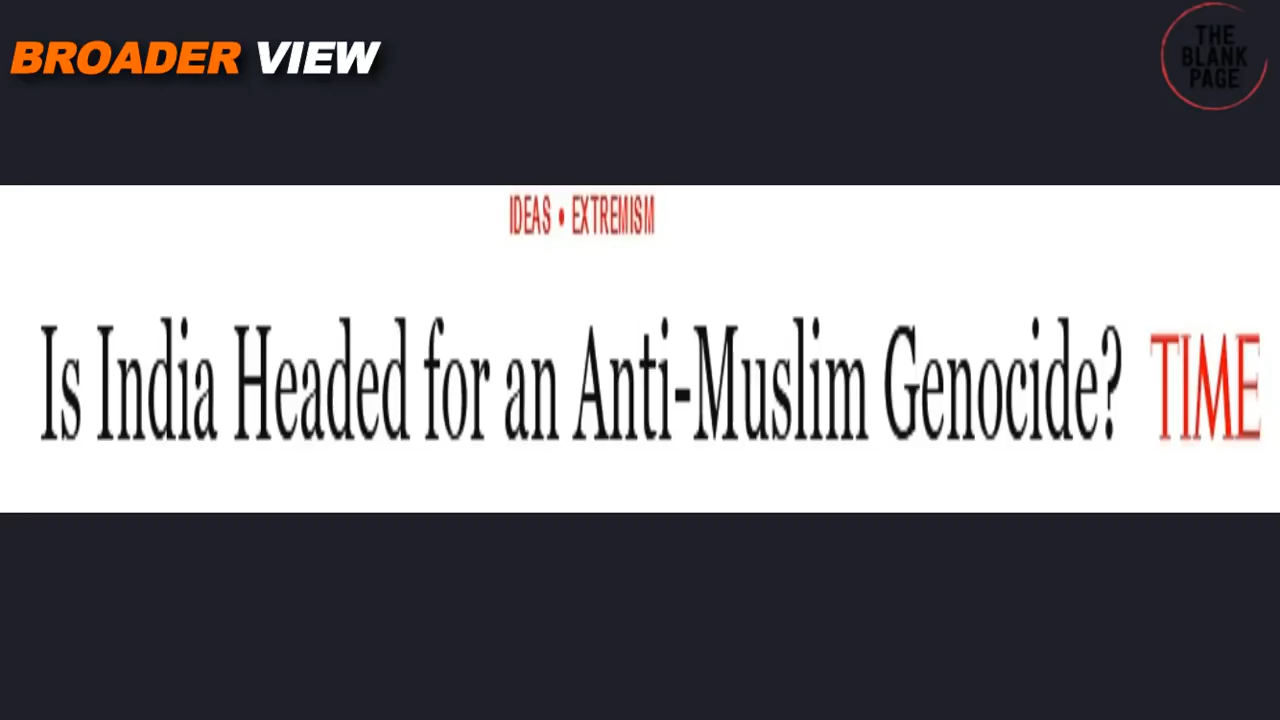 BROADER VIEW
THE
BLANK
PAGE
IDEAS • EXTREMISM
Is India Headed for an Anti-Muslim Genocide? TIME